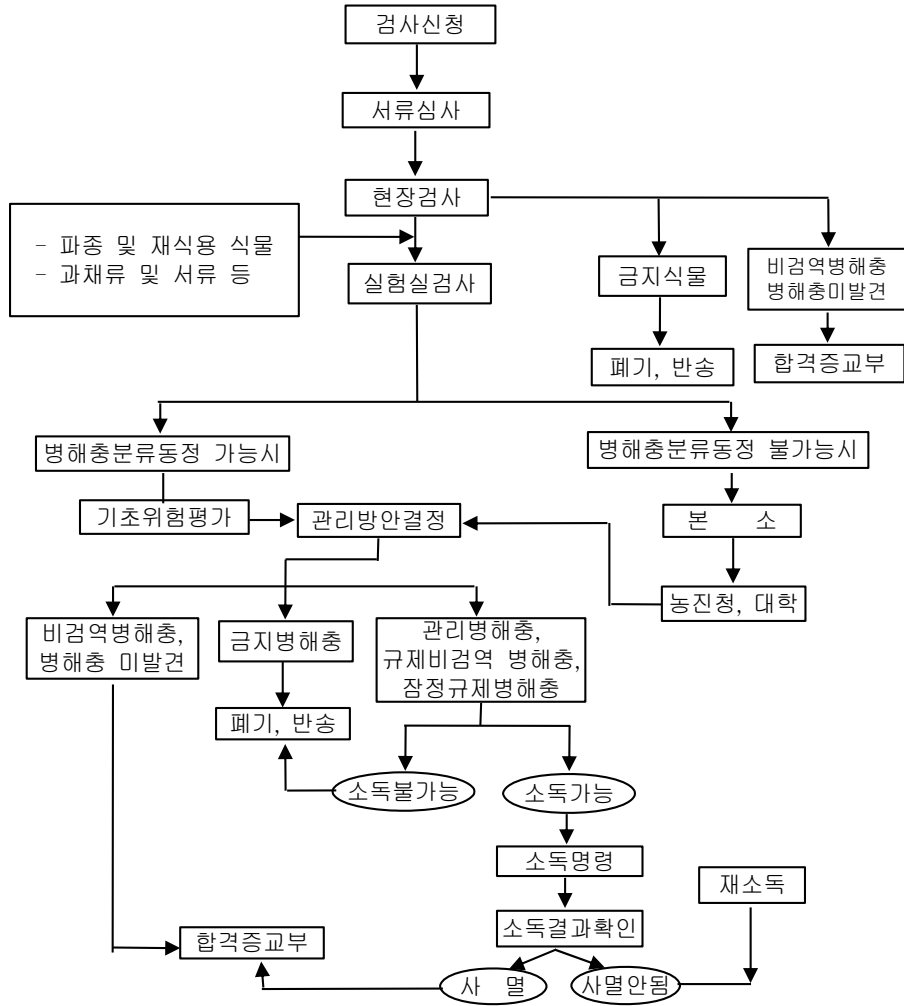 검사신청
서류심사
현장검사
- 파종 및 재식용 식물
- 과채류 및 서류 등
실험실검사
금지식물
비검역병해충
병해충미발견
폐기, 반송
합격증교부
병해충분류동정 가능시
병해충분류동정 불가능시
기초위험평가
관리방안결정
본 소
농진청, 대학
비검역병해충,
병해충 미발견
금지병해충
관리병해충,
규제비검역 병해충,
잠정규제병해충
폐기, 반송
소독불가능
소독가능
소독명령
재소독
소독결과확인
합격증교부
사 멸
사멸안됨